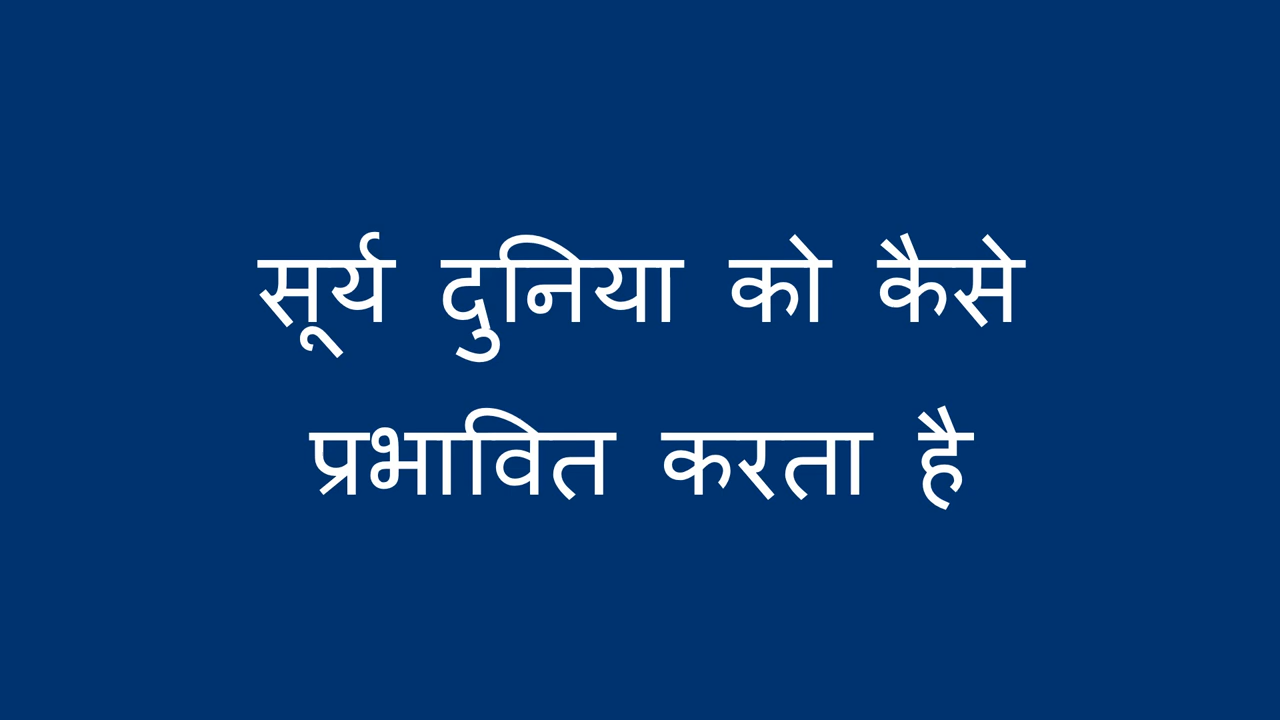 सूर्य दुनिया को कैसे
प्रभावित करता है